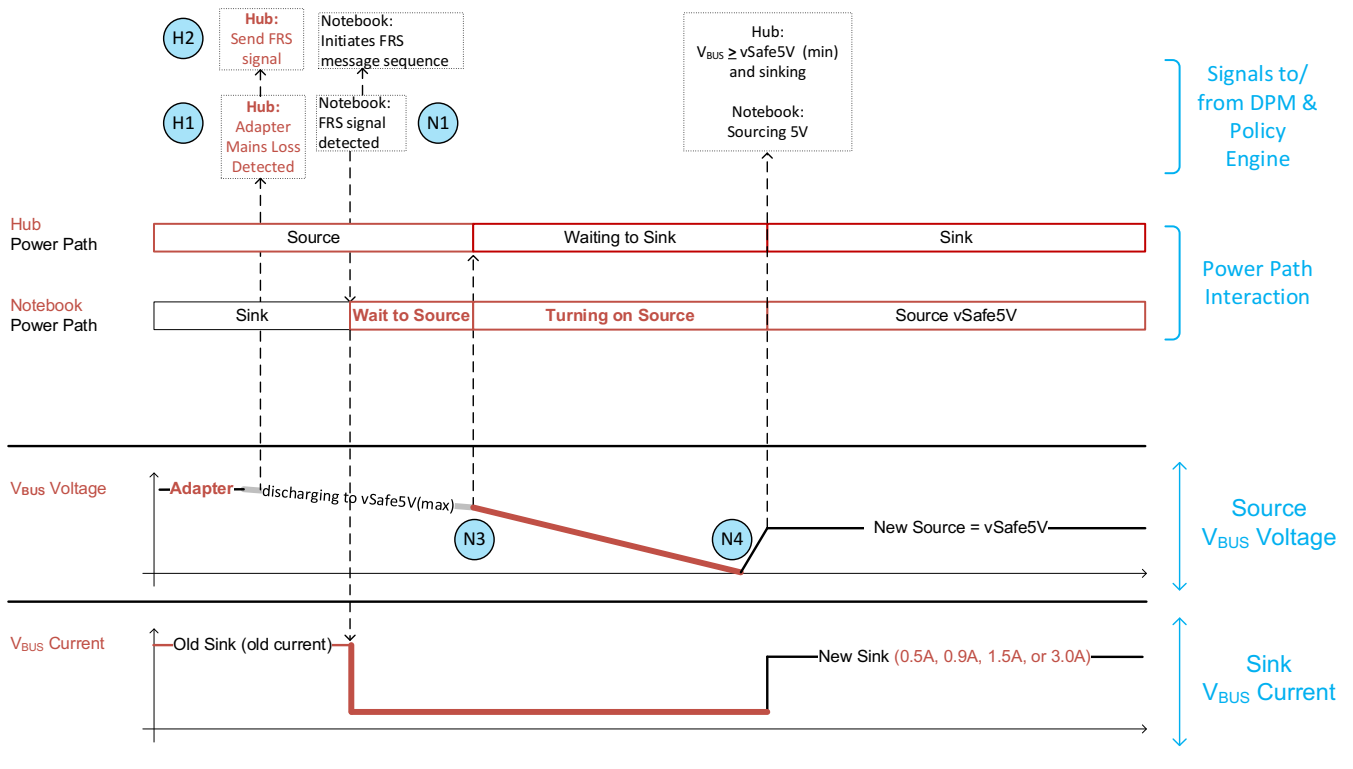 H2
Hub:
Send FRS
signal
Notebook:
Initiates FRS
message sequence
H1
Hub:
Adapter
Mains Loss
Detected
Notebook:
FRS signal
detected
N1
Hub:
VBUS ≥ vSafe5V (min)
and sinking
Notebook:
Sourcing 5V
Signals to/
from DPM &
Policy
Engine
Hub
Power Path
Source
Waiting to Sink
Sink
Notebook
Power Path
Sink
Wait to Source
Turning on Source
Source vSafe5V
Power Path
Interaction
VBUS Voltage
Adapter
discharging to vSafe5V(max)
N3
N4
New Source = vSafe5V
Source
VBUS Voltage
VBUS Current
Old Sink (old current)
New Sink (0.5A, 0.9A, 1.5A, or 3.0A)
Sink
VBUS Current